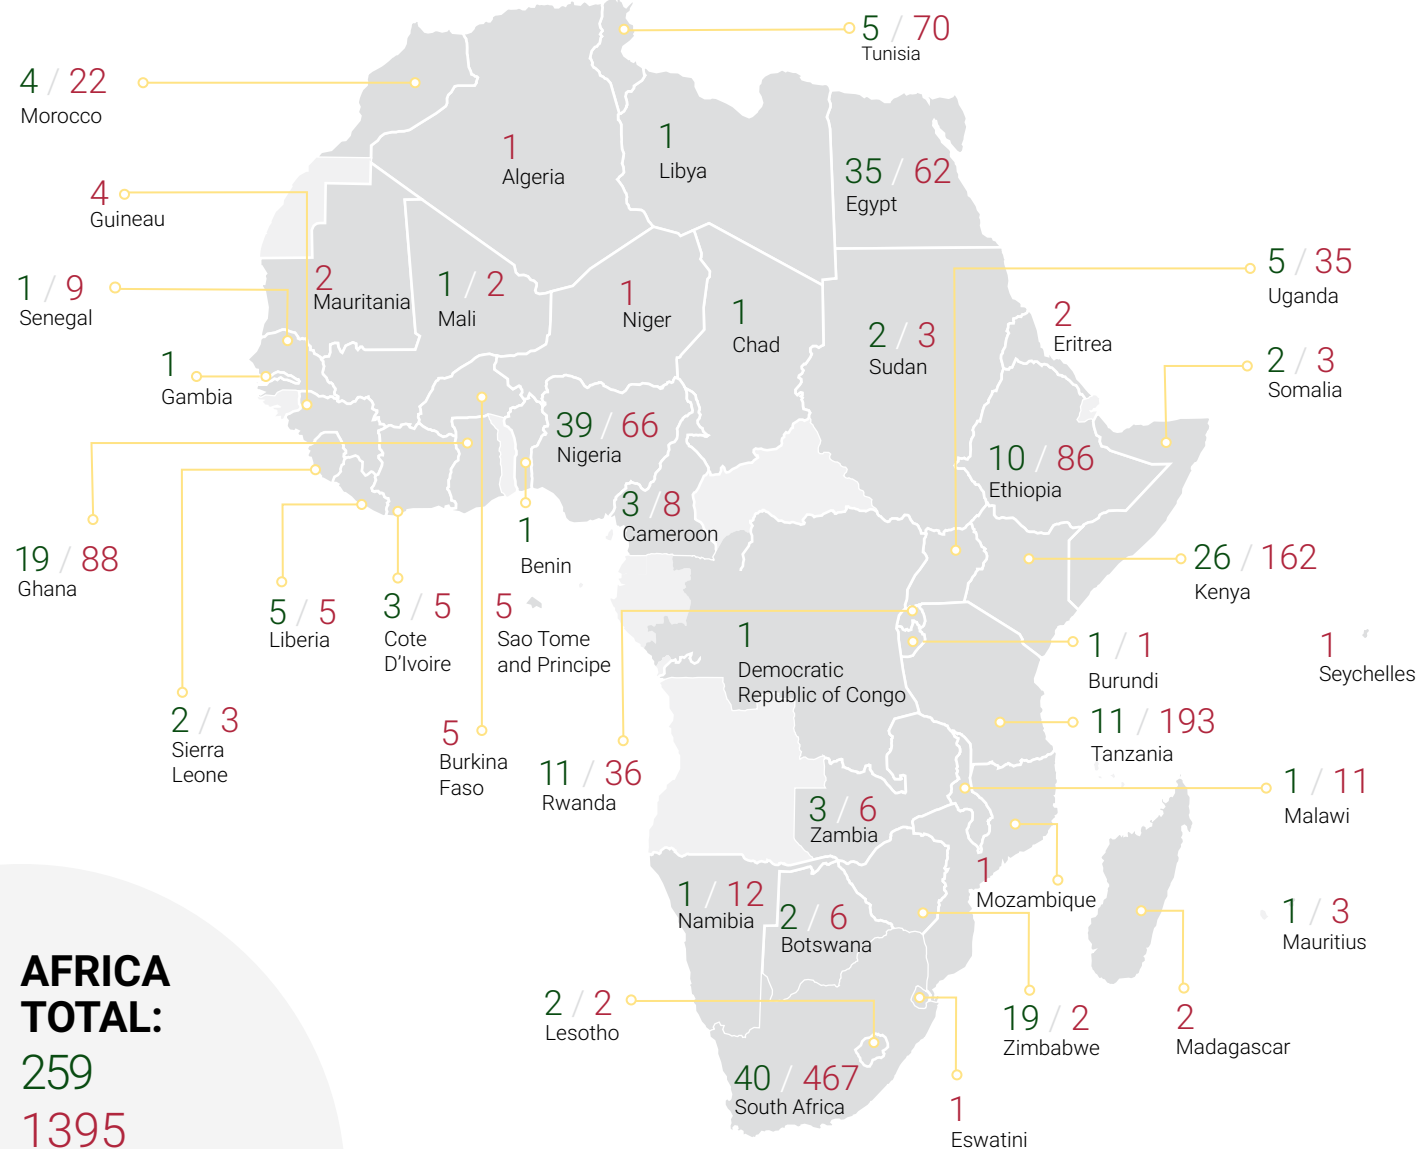 5 / 70
Tunisia
4 / 22
Morocco
1
Algeria
1
Libya
35 / 62
Egypt
4
Guineau
1 / 9
Senegal
2
Mauritania
1 / 2
Mali
1
Niger
1
Chad
2 / 3
Sudan
2
Eritrea
5 / 35
Uganda
2 / 3
Somalia
1
Gambia
39 / 66
Nigeria
10 / 86
Ethiopia
3 / 8
Cameroon
1
Benin
19 / 88
Ghana
26 / 162
Kenya
5 / 5
Liberia
3 / 5
Cote
D'Ivoire
5
Sao Tome
and Principe
1
Democratic
Republic of Congo
1 / 1
Burundi
1
Seychelles
2 / 3
Sierra
Leone
5
Burkina
Faso
11 / 36
Rwanda
11 / 193
Tanzania
3 / 6
Zambia
1 / 11
Malawi
1
Mozambique
1 / 12
Namibia
2 / 6
Botswana
1 / 3
Mauritius
2 / 2
Lesotho
19 / 2
Zimbabwe
2
Madagascar
40 / 467
South Africa
1
Eswatini
AFRICA
TOTAL:
259
1395